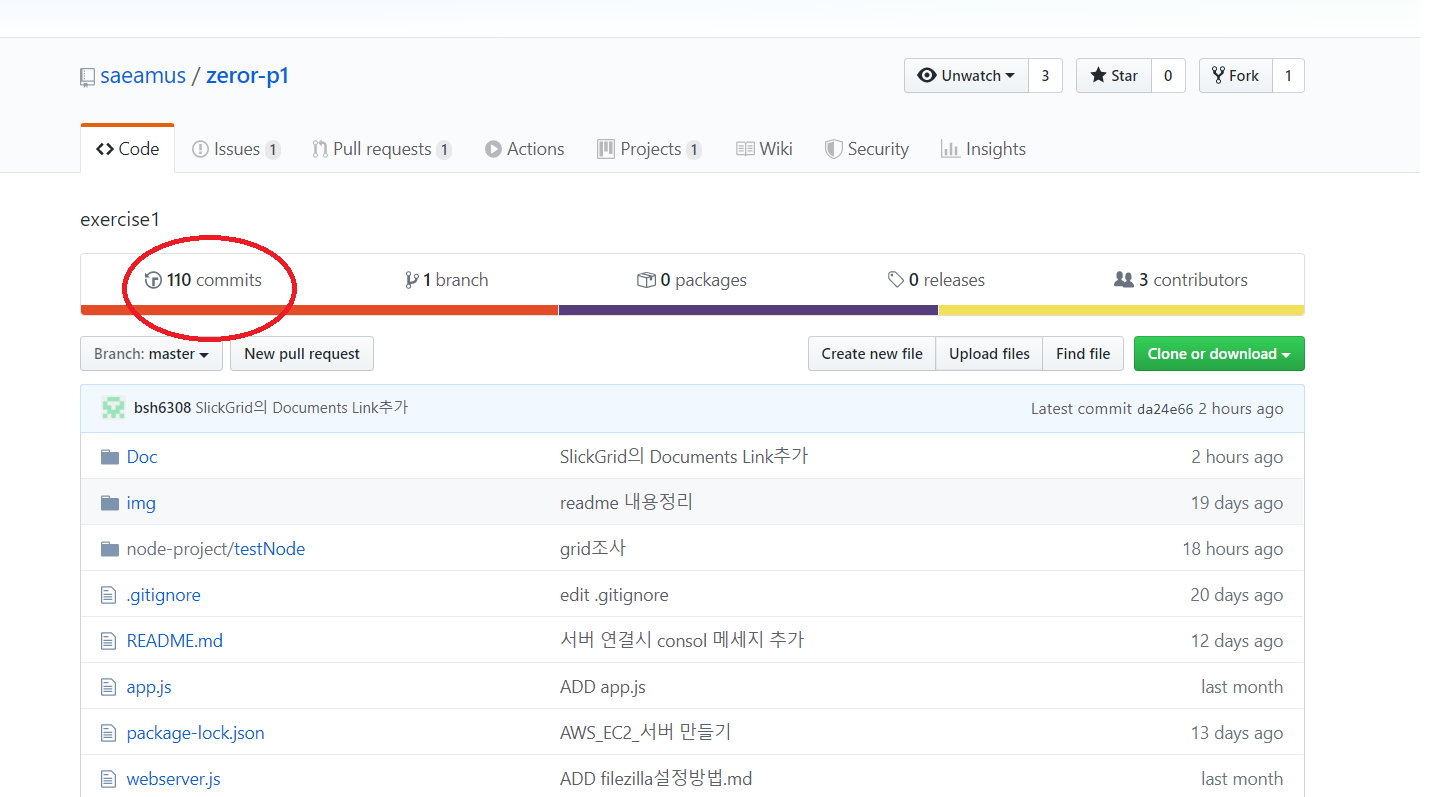 saeamus / zeror-p1
Unwatch 3 Star 0 Fork 1
Code Issues 1 Pull requests 1 Actions Projects 1 Wiki Security Insights
exercise1
110 commits 1 branch 0 packages 0 releases 3 contributors
Branch: master New pull request Create new file Upload files Find file Clone or download
bsh6308 SlickGrid의 Documents Link추가 Latest commit da24e66 2 hours ago
Doc SlickGrid의 Documents Link추가 2 hours ago
img readme 내용정리 19 days ago
node-project/testNode grid조사 18 hours ago
.gitignore edit .gitignore 20 days ago
README.md 서버 연결시 consol 메세지 추가 12 days ago
app.js ADD app.js last month
package-lock.json AWS_EC2_서버 만들기 13 days ago
webserver.js ADD filezilla설정방법.md last month